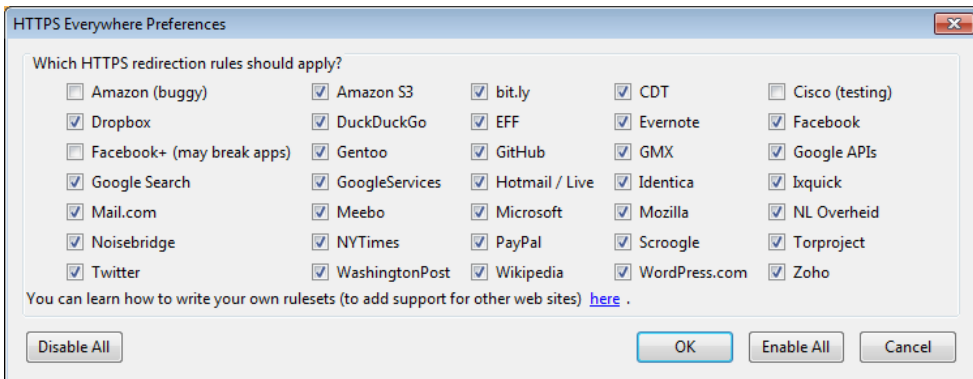 HTTPS Everywhere Preferences
Which HTTPS redirection rules should apply?
Amazon (buggy) Amazon S3 bit.ly CDT Cisco (testing)
Dropbox DuckDuckGo EFF Evernote Facebook
Facebook+ (may break apps) Gentoo GitHub GMX Google APIs
Google Search GoogleServices Hotmail / Live Identica Ixquick
Mail.com Meebo Microsoft Mozilla NL Overheid
Noisebridge NYTimes PayPal Scroogle Torproject
Twitter WashingtonPost Wikipedia WordPress.com Zoho
You can learn how to write your own rulesets (to add support for other web sites) here .
Disable All OK Enable All Cancel